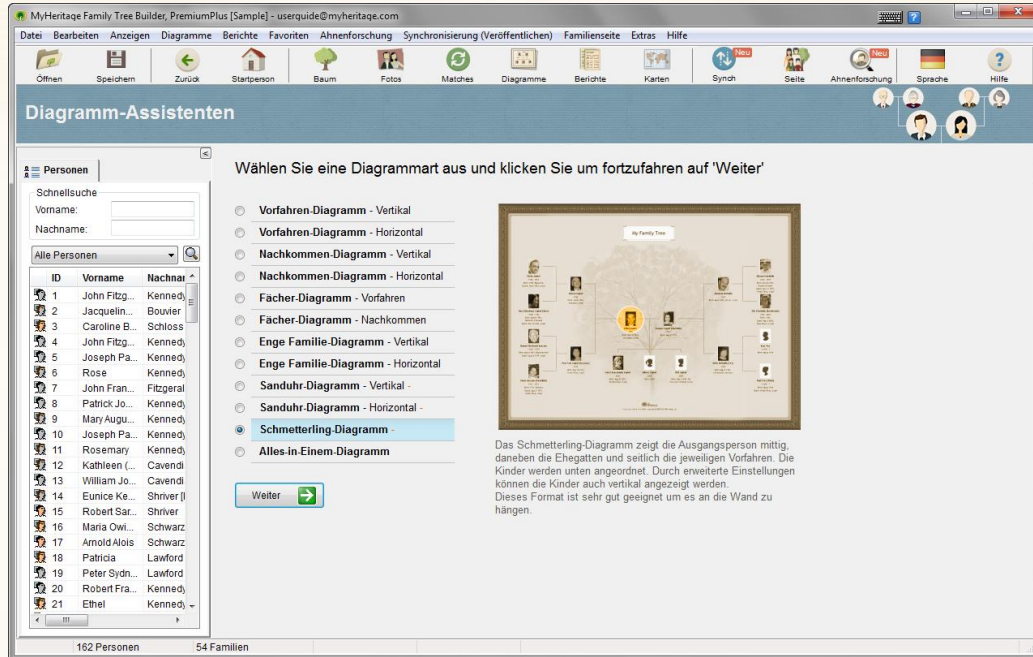 MyHeritage Family Tree Builder, PremiumPlus [Sample] - userguide@myheritage.com
Datei Bearbeiten Anzeigen Diagramme Berichte Favoriten Ahnenforschung Synchronisierung (Veröffentlichen) Familienseite Extras Hilfe
Neu Neu
Öffnen Speichern Zurück Startperson Baum Fotos Matches Diagramme Berichte Karten Synch Seite Ahnenforschung Sprache Hilfe
Diagramm-Assistenten
Personen
Schnellsuche
Vorname:
Nachname:
Alle Personen
ID Vorname Nachnar
1 John Fitzg... Kennedy
2 Jacquelin... Bouvier
3 Caroline B... Schloss
4 John Fitzg... Kennedy
5 Joseph Pa... Kennedy
6 Rose Kennedy
7 John Fran... Fitzgeral
8 Patrick Jo... Kennedy
9 Mary Augu... Kennedy
10 Joseph Pa... Kennedy
11 Rosemary Kennedy
12 Kathleen (... Cavendi
13 William Jo... Cavendi
14 Eunice Ke... Shriver [
15 Robert Sar... Shriver
16 Maria Owi... Schwarz
17 Arnold Alois Schwarz
18 Patricia Lawford
19 Peter Sydn... Lawford
20 Robert Fra... Kennedy
21 Ethel Kennedy
Wählen Sie eine Diagrammart aus und klicken Sie um fortzufahren auf 'Weiter'
Vorfahren-Diagramm - Vertikal
Vorfahren-Diagramm - Horizontal
Nachkommen-Diagramm - Vertikal
Nachkommen-Diagramm - Horizontal
Fächer-Diagramm - Vorfahren
Fächer-Diagramm - Nachkommen
Enge Familie-Diagramm - Vertikal
Enge Familie-Diagramm - Horizontal
Sanduhr-Diagramm - Vertikal -
Sanduhr-Diagramm - Horizontal -
Schmetterling-Diagramm -
Alles-in-Einem-Diagramm
Weiter
My Family Tree
Das Schmetterling-Diagramm zeigt die Ausgangsperson mittig,
daneben die Ehegatten und seitlich die jeweiligen Vorfahren. Die
Kinder werden unten angeordnet. Durch erweiterte Einstellungen
können die Kinder auch vertikal angezeigt werden.
Dieses Format ist sehr gut geeignet um es an die Wand zu
hängen.
162 Personen 54 Familien